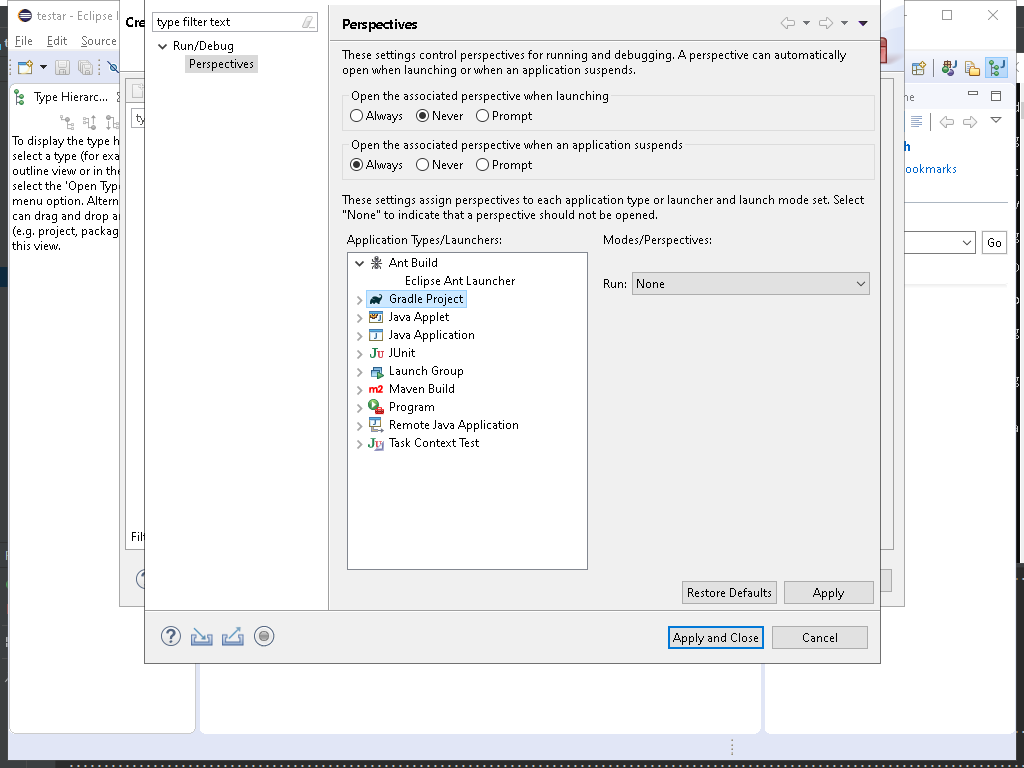 testar - Eclipse
File Edit Source
Type Hierarc...
To display the type h
select a type (for exa
outline view or in the
select the 'Open Typ
menu option. Altern
can drag and drop a
(e.g. project, packag
this view.
Cre
ty
Filt
type filter text
Run/Debug
Perspectives
Perspectives
These settings control perspectives for running and debugging. A perspective can automatically
open when launching or when an application suspends.
Open the associated perspective when launching
Always Never Prompt
Open the associated perspective when an application suspends
Always Never Prompt
These settings assign perspectives to each application type or launcher and launch mode set. Select
"None" to indicate that a perspective should not be opened.
Application Types/Launchers:
Modes/Perspectives:
Ant Build
Eclipse Ant Launcher
Gradle Project
Java Applet
Java Application
JUnit
Launch Group
m2 Maven Build
Program
Remote Java Application
Task Context Test
Run: None
Restore Defaults Apply
Apply and Close Cancel
ne
h
ookmarks
Go